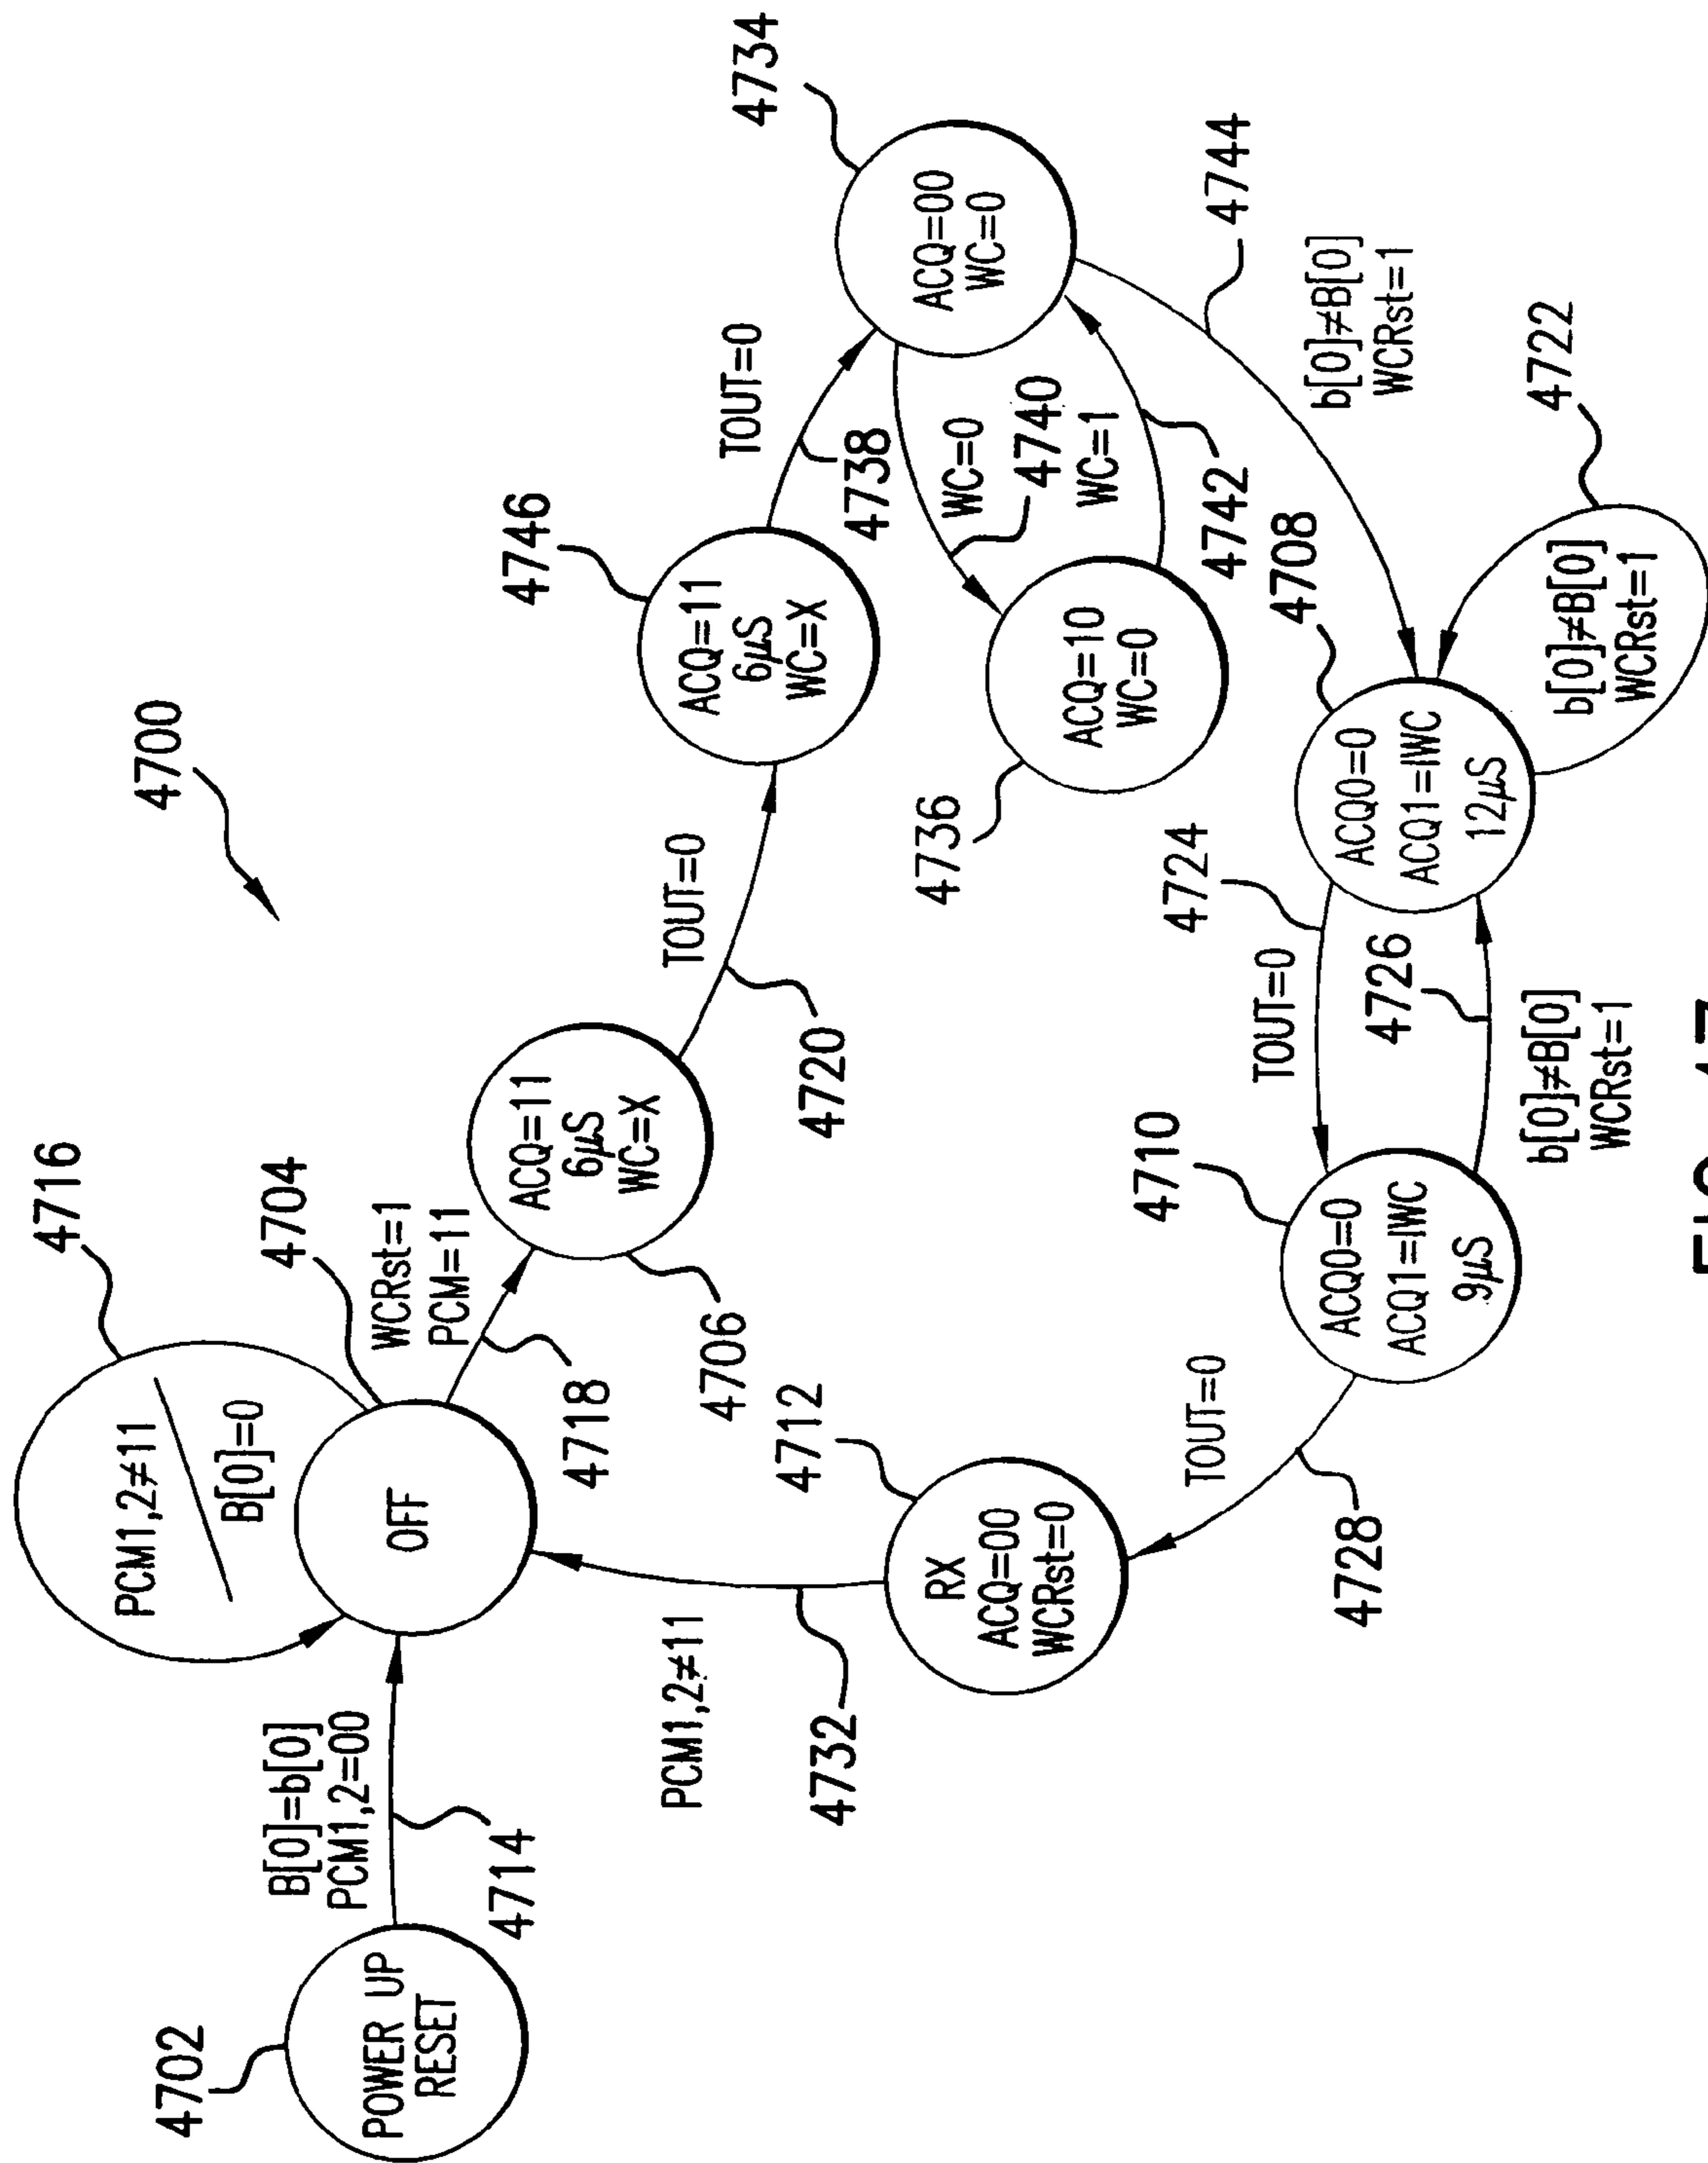 4700
4702
POWER UP
RESET
B[0]=b[0]
PCM1,2=00
4714
4716
PCM1,2≠11
B[0]=0
OFF
4704
WCRst=1
PCM=11
4718
ACQ=11
6µS
WC=X
4706
TOUT=0
4720
4746
ACQ=11
6µS
WC=X
TOUT=0
4738
4734
ACQ=00
WC=0
WC=0
4740
WC=1
4742
ACQ=10
WC=0
4736
4744
b[0]≠B[0]
WCRst=1
4708
ACQ0=0
ACQ1=IWC
12µS
b[0]≠B[0]
WCRst=1
4722
4724
TOUT=0
4726
b[0]≠B[0]
WCRst=1
4710
ACQ0=0
ACQ1=IWC
9µS
TOUT=0
4728
4712
RX
ACQ=00
WCRst=0
PCM1,2≠11
4732